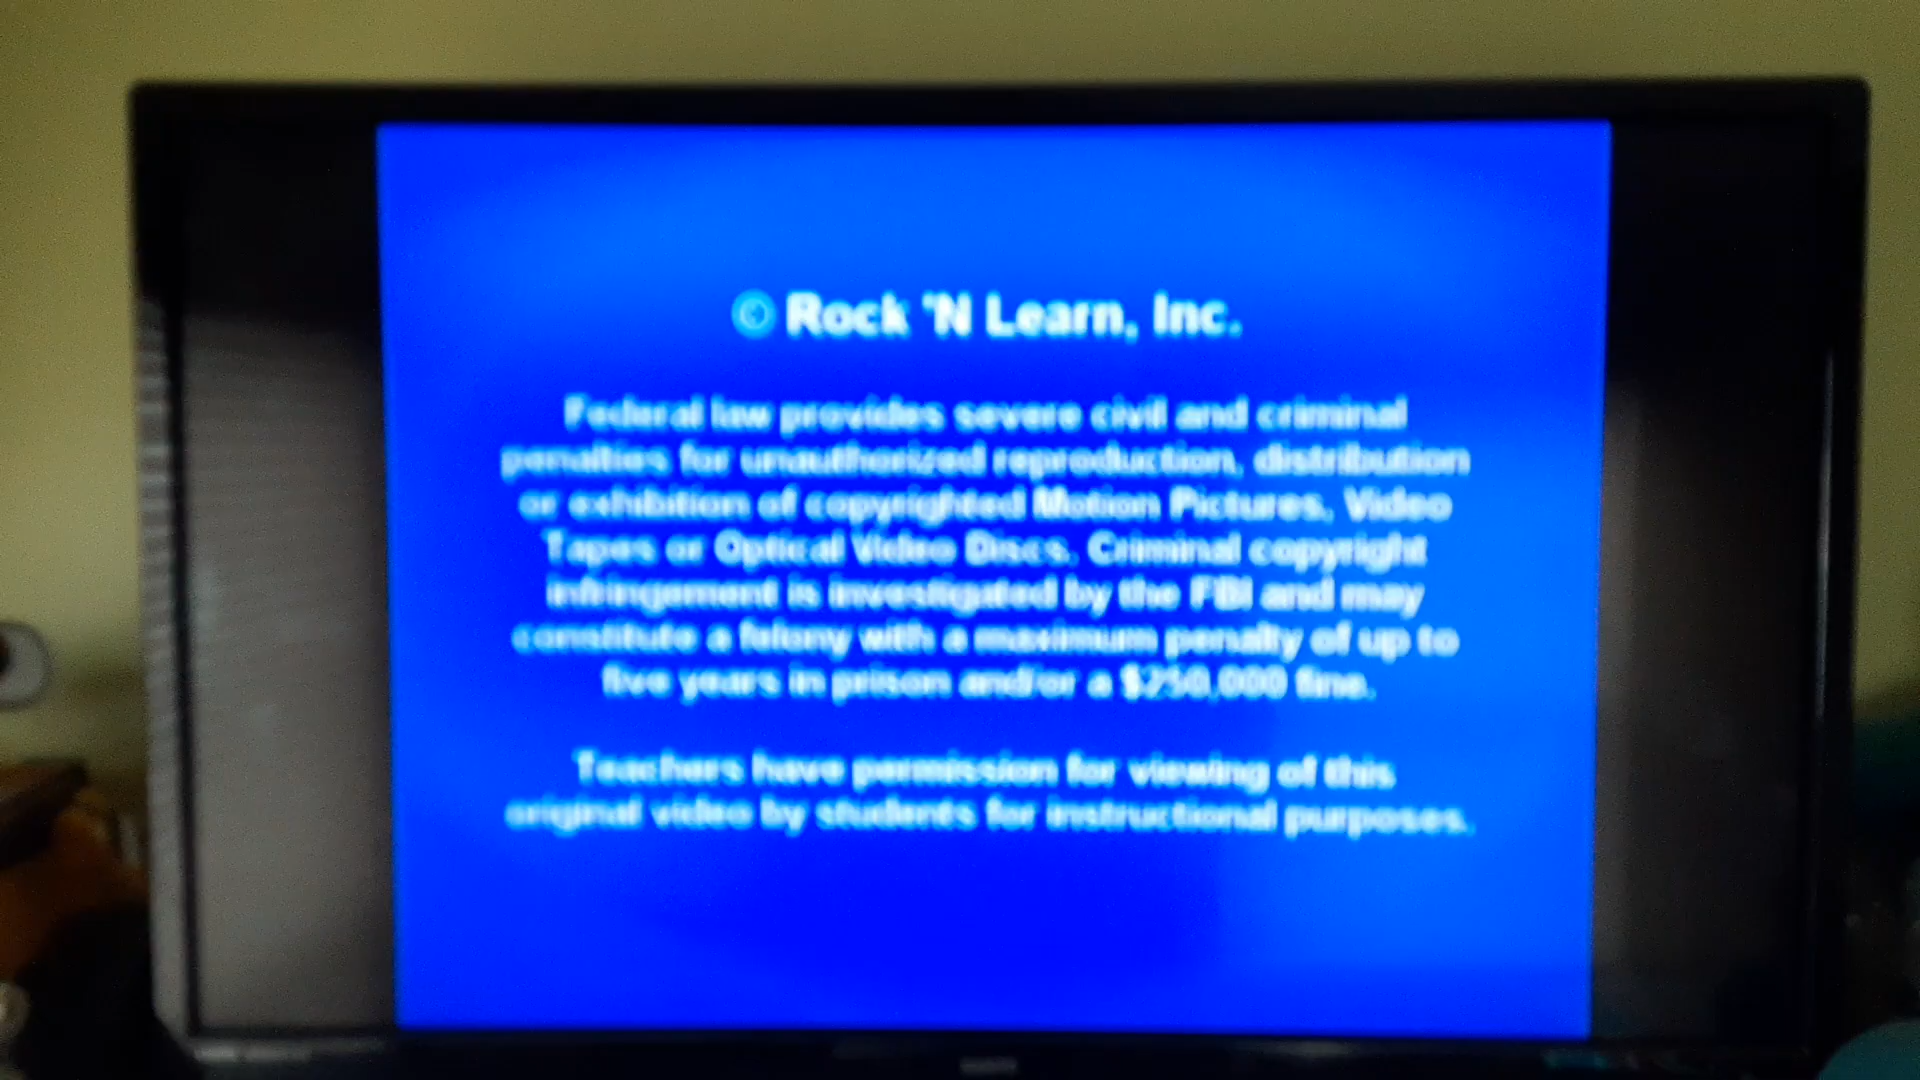 © Rock 'N Learn, Inc.
Federal law provides severe civil and criminal
penalties for unauthorized reproduction, distribution
or exhibition of copyrighted Motion Pictures, Video
Tapes or Optical Video Discs. Criminal copyright
infringement is investigated by the FBI and may
constitute a felony with a maximum penalty of up to
five years in prison and/or a $250,000 fine.
Teachers have permission for viewing of this
original video by students for instructional purposes.